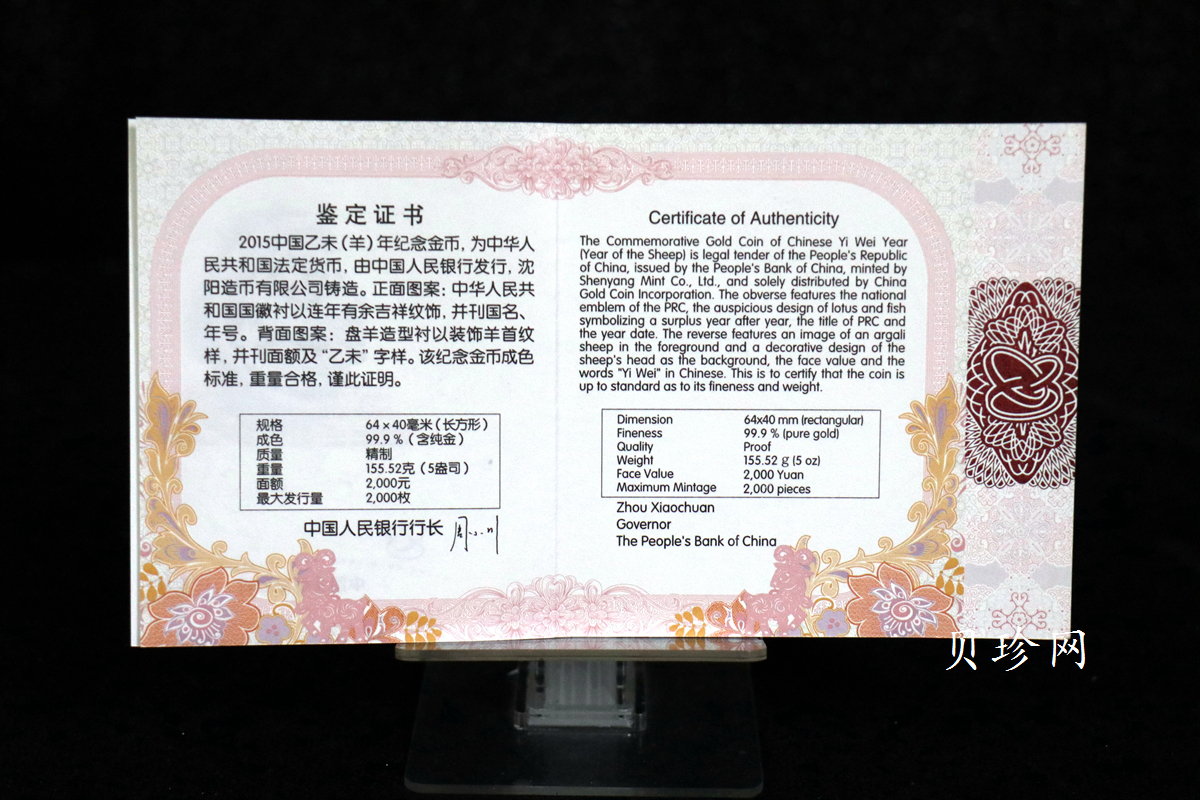 鉴定证书
2015中国乙未(羊)年纪念金币,为中华人
民共和国法定货币,由中国人民银行发行,沈
阳造币有限公司铸造。正面图案:中华人民共
和国国徽衬以连年有余吉祥纹饰,并刊国名、
年号。背面图案:盘羊造型衬以装饰羊首纹
样,并刊面额及“乙未”字样。该纪念金币成色
标准,重量合格,谨此证明。
规格 64×40毫米(长方形)
成色 99.9%(含纯金)
质量 精制
重量 155.52克(5盎司)
面额 2,000元
最大发行量 2,000枚
中国人民银行行长
Certificate of Authenticity
The Commemorative Gold Coin of Chinese Yi Wei Year
(Year of the Sheep) is legal tender of the People's Republic
of China, issued by the People's Bank of China, minted by
Shenyang Mint Co., Ltd., and solely distributed by China
Gold Coin Incorporation. The obverse features the national
emblem of the PRC, the auspicious design of lotus and fish
symbolizing a surplus year after year, the title of PRC and
the year date. The reverse features an image of an argali
sheep in the foreground and a decorative design of the
sheep's head as the background, the face value and the
words "Yi Wei" in Chinese. This is to certify that the coin is
up to standard as to its fineness and weight.
Dimension 64x40 mm (rectangular)
Fineness 99.9 % (pure gold)
Quality Proof
Weight 155.52 g (5 oz)
Face Value 2,000 Yuan
Maximum Mintage 2,000 pieces
Zhou Xiaochuan
Governor
The People's Bank of China
贝珍网